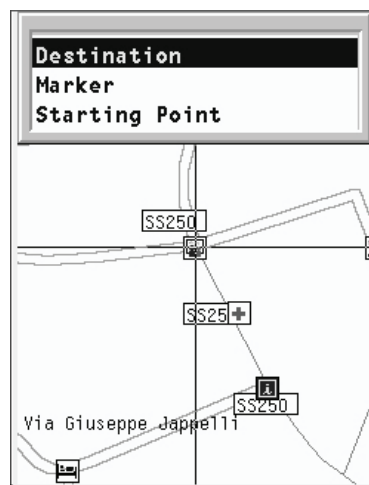 Destination
Marker
Starting Point
SS250
SS25
SS250
Via Giuseppe Jappelli